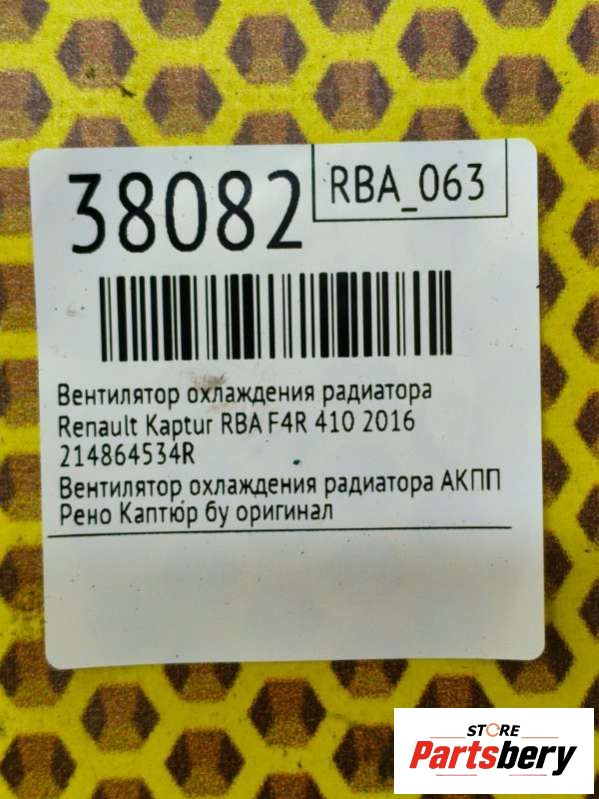 38082
RBA_063
Вентилятор охлаждения радиатора
Renault Kaptur RBA F4R 410 2016
214864534R
Вентилятор охлаждения радиатора АКПП
Рено Каптюр бу оригинал
STORE
Partsbery